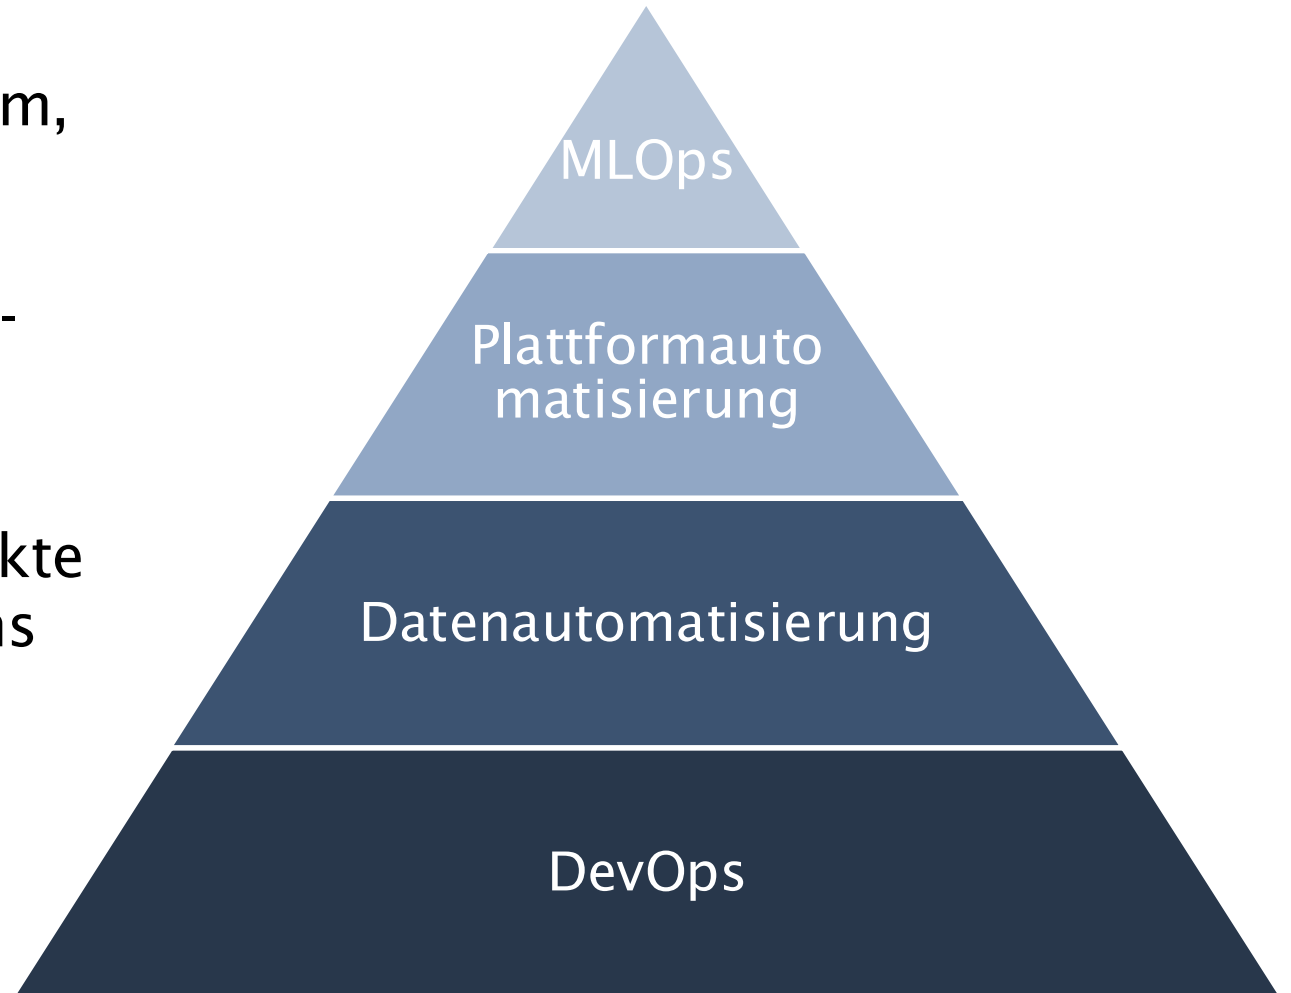 m,
MLOps
-
Plattformauto
matisierung
kte
Datenautomatisierung
ns
DevOps